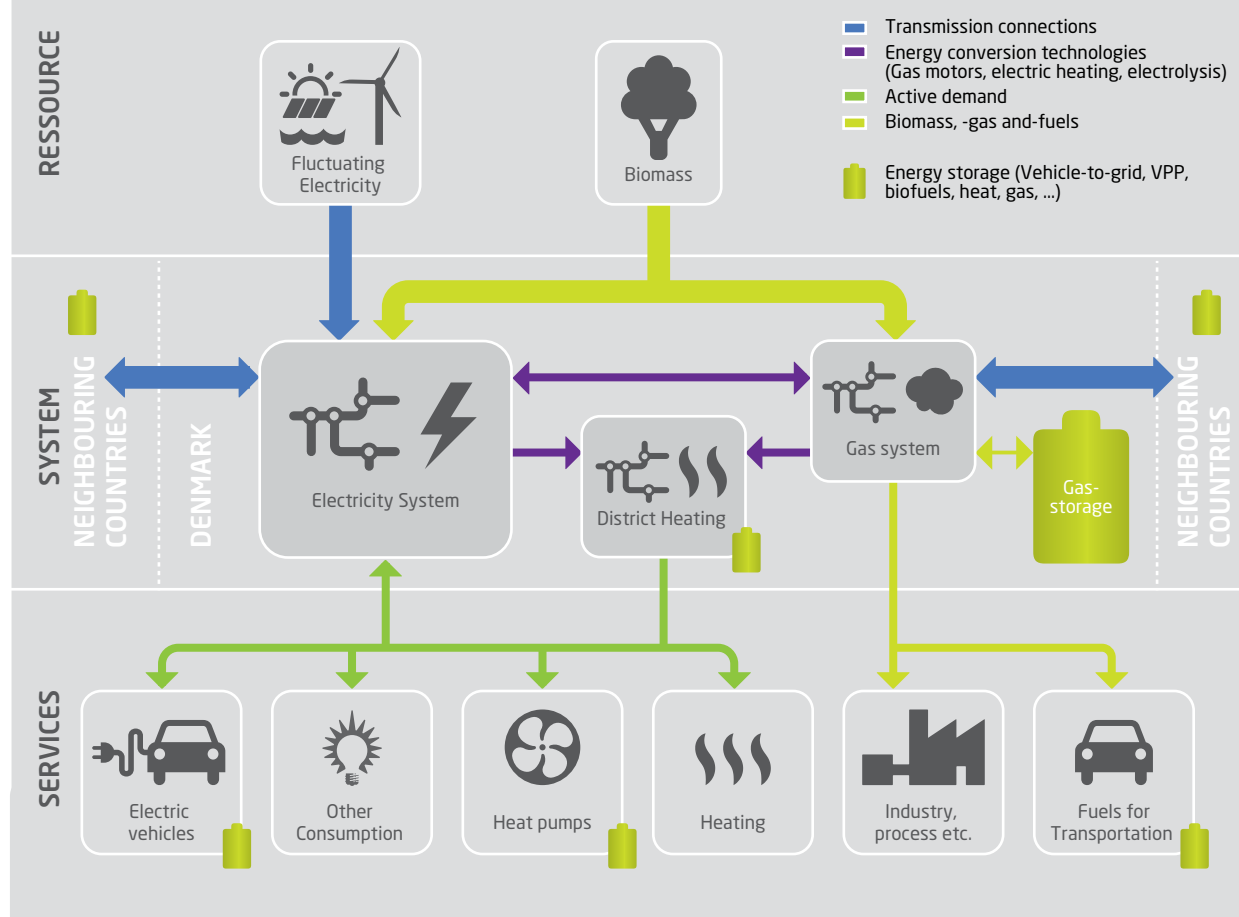 RESSOURCE
Fluctuating
Electricity
Biomass
Transmission connections
Energy conversion technologies
(Gas motors, electric heating, electrolysis)
Active demand
Biomass, -gas and-fuels
Energy storage (Vehicle-to-grid, VPP,
biofuels, heat, gas, ...)
SYSTEM
NEIGHBOURING
COUNTRIES
DENMARK
Electricity System
District Heating
Gas system
Gas-
storage
NEIGHBOURING
COUNTRIES
SERVICES
Electric
vehicles
Other
Consumption
Heat pumps
Heating
Industry,
process etc.
Fuels for
Transportation